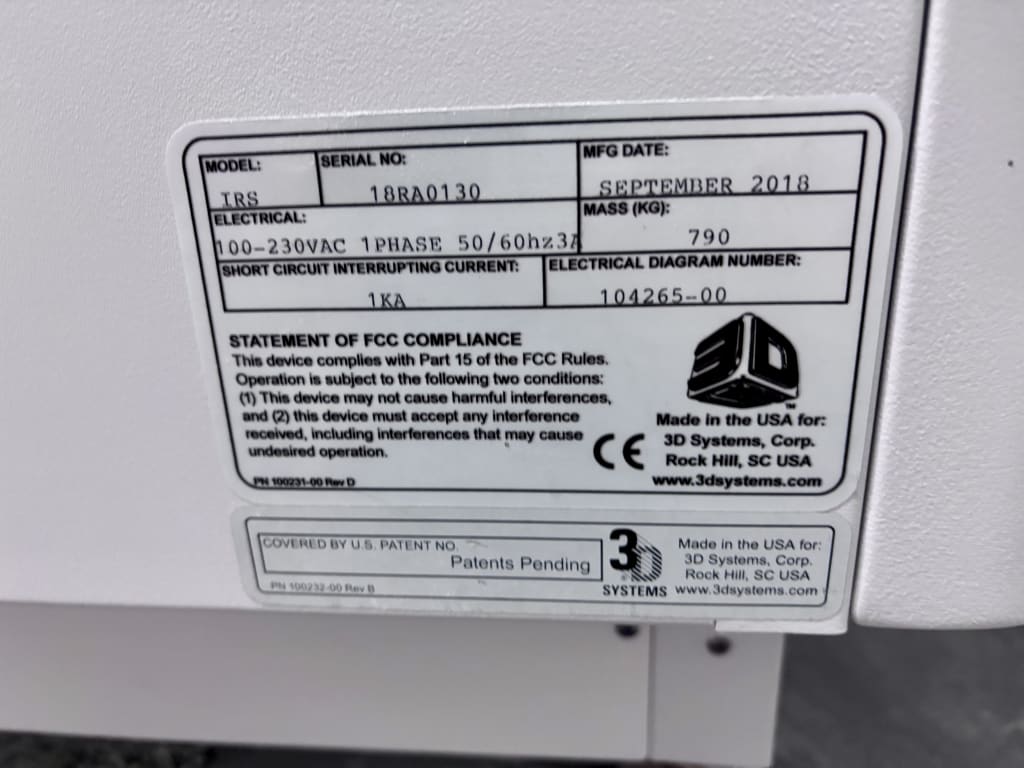 MODEL: SERIAL NO: MFG DATE:
IRS 18RA0130 SEPTEMBER 2018
ELECTRICAL: MASS (KG):
100-230VAC 1PHASE 50/60hz3A 790
SHORT CIRCUIT INTERRUPTING CURRENT: ELECTRICAL DIAGRAM NUMBER:
1KA 104265-00
STATEMENT OF FCC COMPLIANCE
This device complies with Part 15 of the FCC Rules.
Operation is subject to the following two conditions:
(1) This device may not cause harmful interferences,
and (2) this device must accept any interference
received, including interferences that may cause
undesired operation.
PN 100231-00 Rev D
3D
TM
CE
Made in the USA for:
3D Systems, Corp.
Rock Hill, SC USA
www.3dsystems.com
COVERED BY U.S. PATENT NO.
Patents Pending
PN 100232-00 Rev B
3D
SYSTEMS
Made in the USA for:
3D Systems, Corp.
Rock Hill, SC USA
www.3dsystems.com